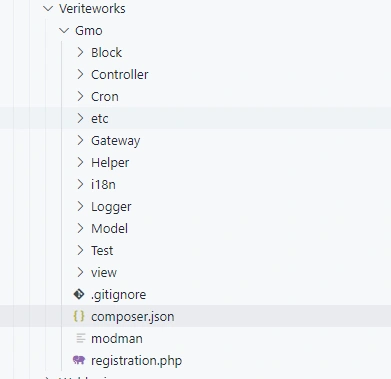 Veriteworks
Gmo
Block
Controller
Cron
etc
Gateway
Helper
i18n
Logger
Model
Test
view
.gitignore
{} composer.json
modman
registration.php